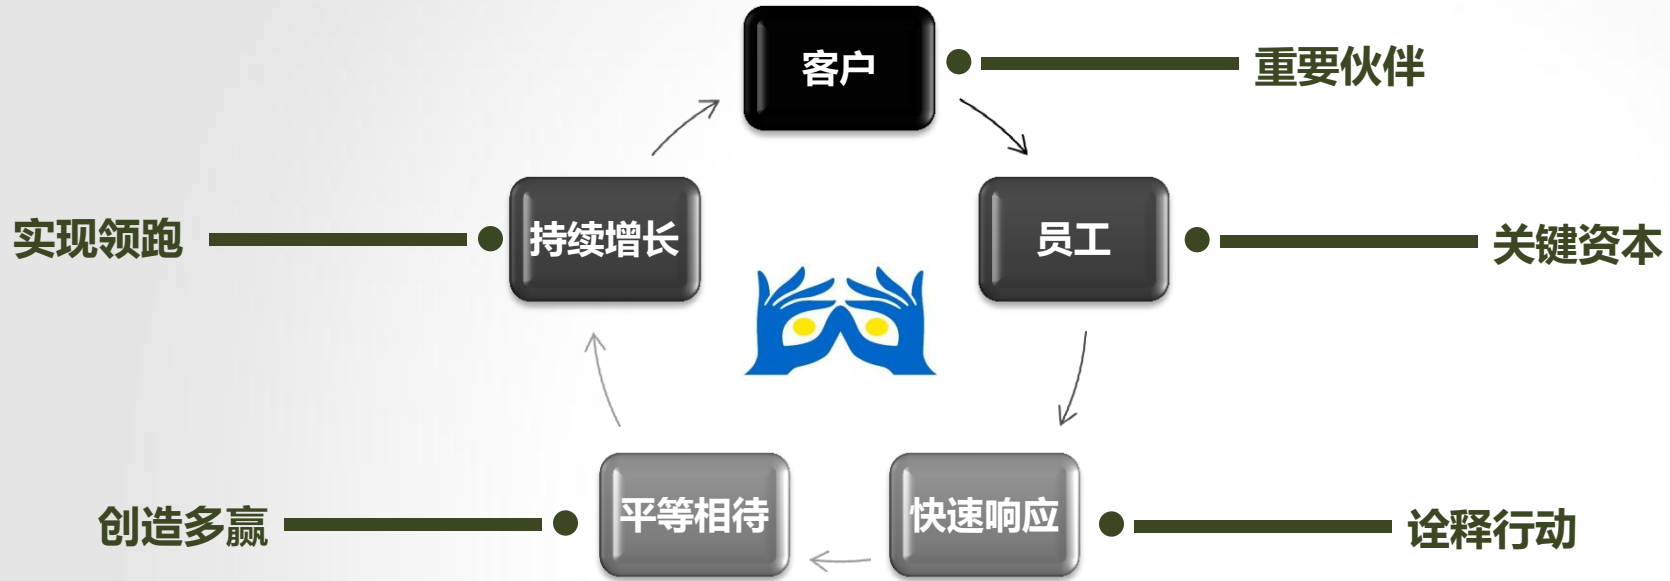 客户
重要伙伴
实现领跑
持续增长
员工
关键资本
创造多赢
平等相待
快速响应
诠释行动